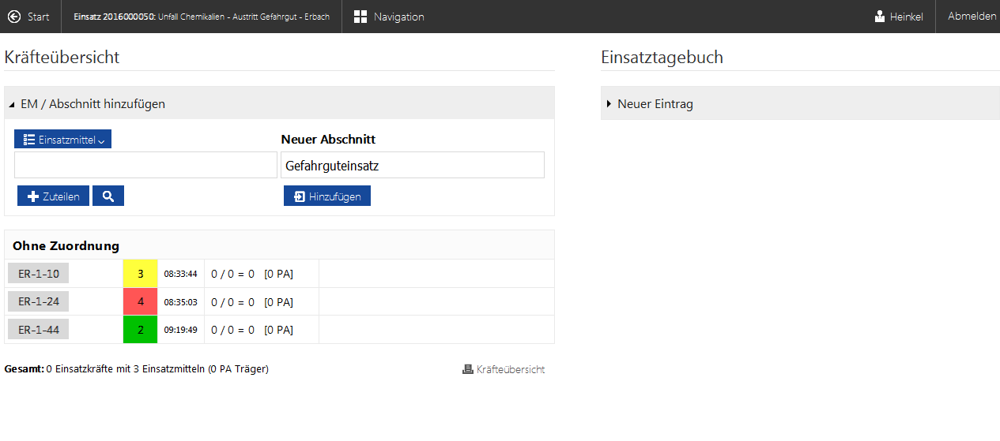 Start
Einsatz 2016000050: Unfall Chemikalien - Austritt Gefahrgut - Erbach
Navigation
Heinkel
Abmelden
Kräfteübersicht
EM / Abschnitt hinzufügen
Einsatzmittel
Neuer Abschnitt
Gefahrguteinsatz
Zuteilen
Hinzufügen
Ohne Zuordnung
ER-1-10 3 08:33:44 0 / 0 = 0 [0 PA]
ER-1-24 4 08:35:03 0 / 0 = 0 [0 PA]
ER-1-44 2 09:19:49 0 / 0 = 0 [0 PA]
Gesamt: 0 Einsatzkräfte mit 3 Einsatzmitteln (0 PA Träger)
Kräfteübersicht
Einsatztagebuch
Neuer Eintrag